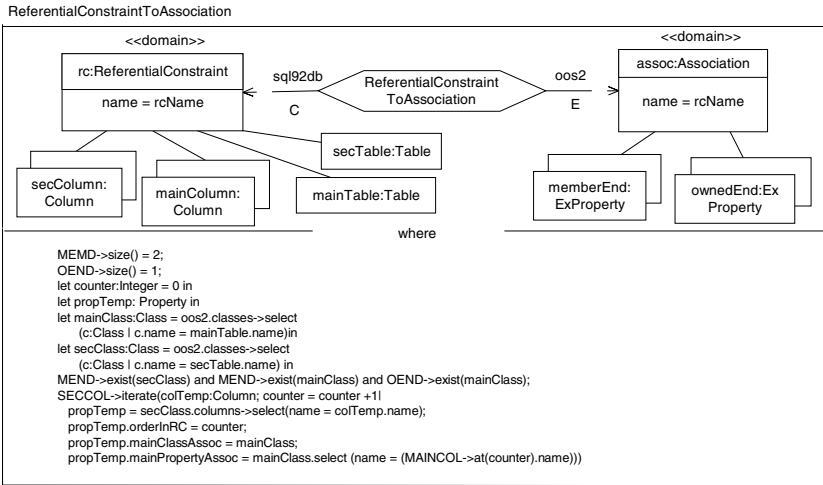 ReferentialConstraintToAssociation
<<domain>>
rc:ReferentialConstraint
name = rcName
sql92db
C
ReferentialConstraint
ToAssociation
oos2
E
<<domain>>
assoc:Association
name = rcName
secTable:Table
mainTable:Table
secColumn:
Column
mainColumn:
Column
memberEnd:
ExProperty
ownedEnd:Ex
Property
where
MEMD->size() = 2;
OEND->size() = 1;
let counter:Integer = 0 in
let propTemp: Property in
let mainClass:Class = oos2.classes->select
(c:Class | c.name = mainTable.name)in
let secClass:Class = oos2.classes->select
(c:Class | c.name = secTable.name) in
MEND->exist(secClass) and MEND->exist(mainClass) and OEND->exist(mainClass);
SECCOL->iterate(colTemp:Column; counter = counter +1|
propTemp = secClass.columns->select(name = colTemp.name);
propTemp.orderInRC = counter;
propTemp.mainClassAssoc = mainClass;
propTemp.mainPropertyAssoc = mainClass.select (name = (MAINCOL->at(counter).name)))